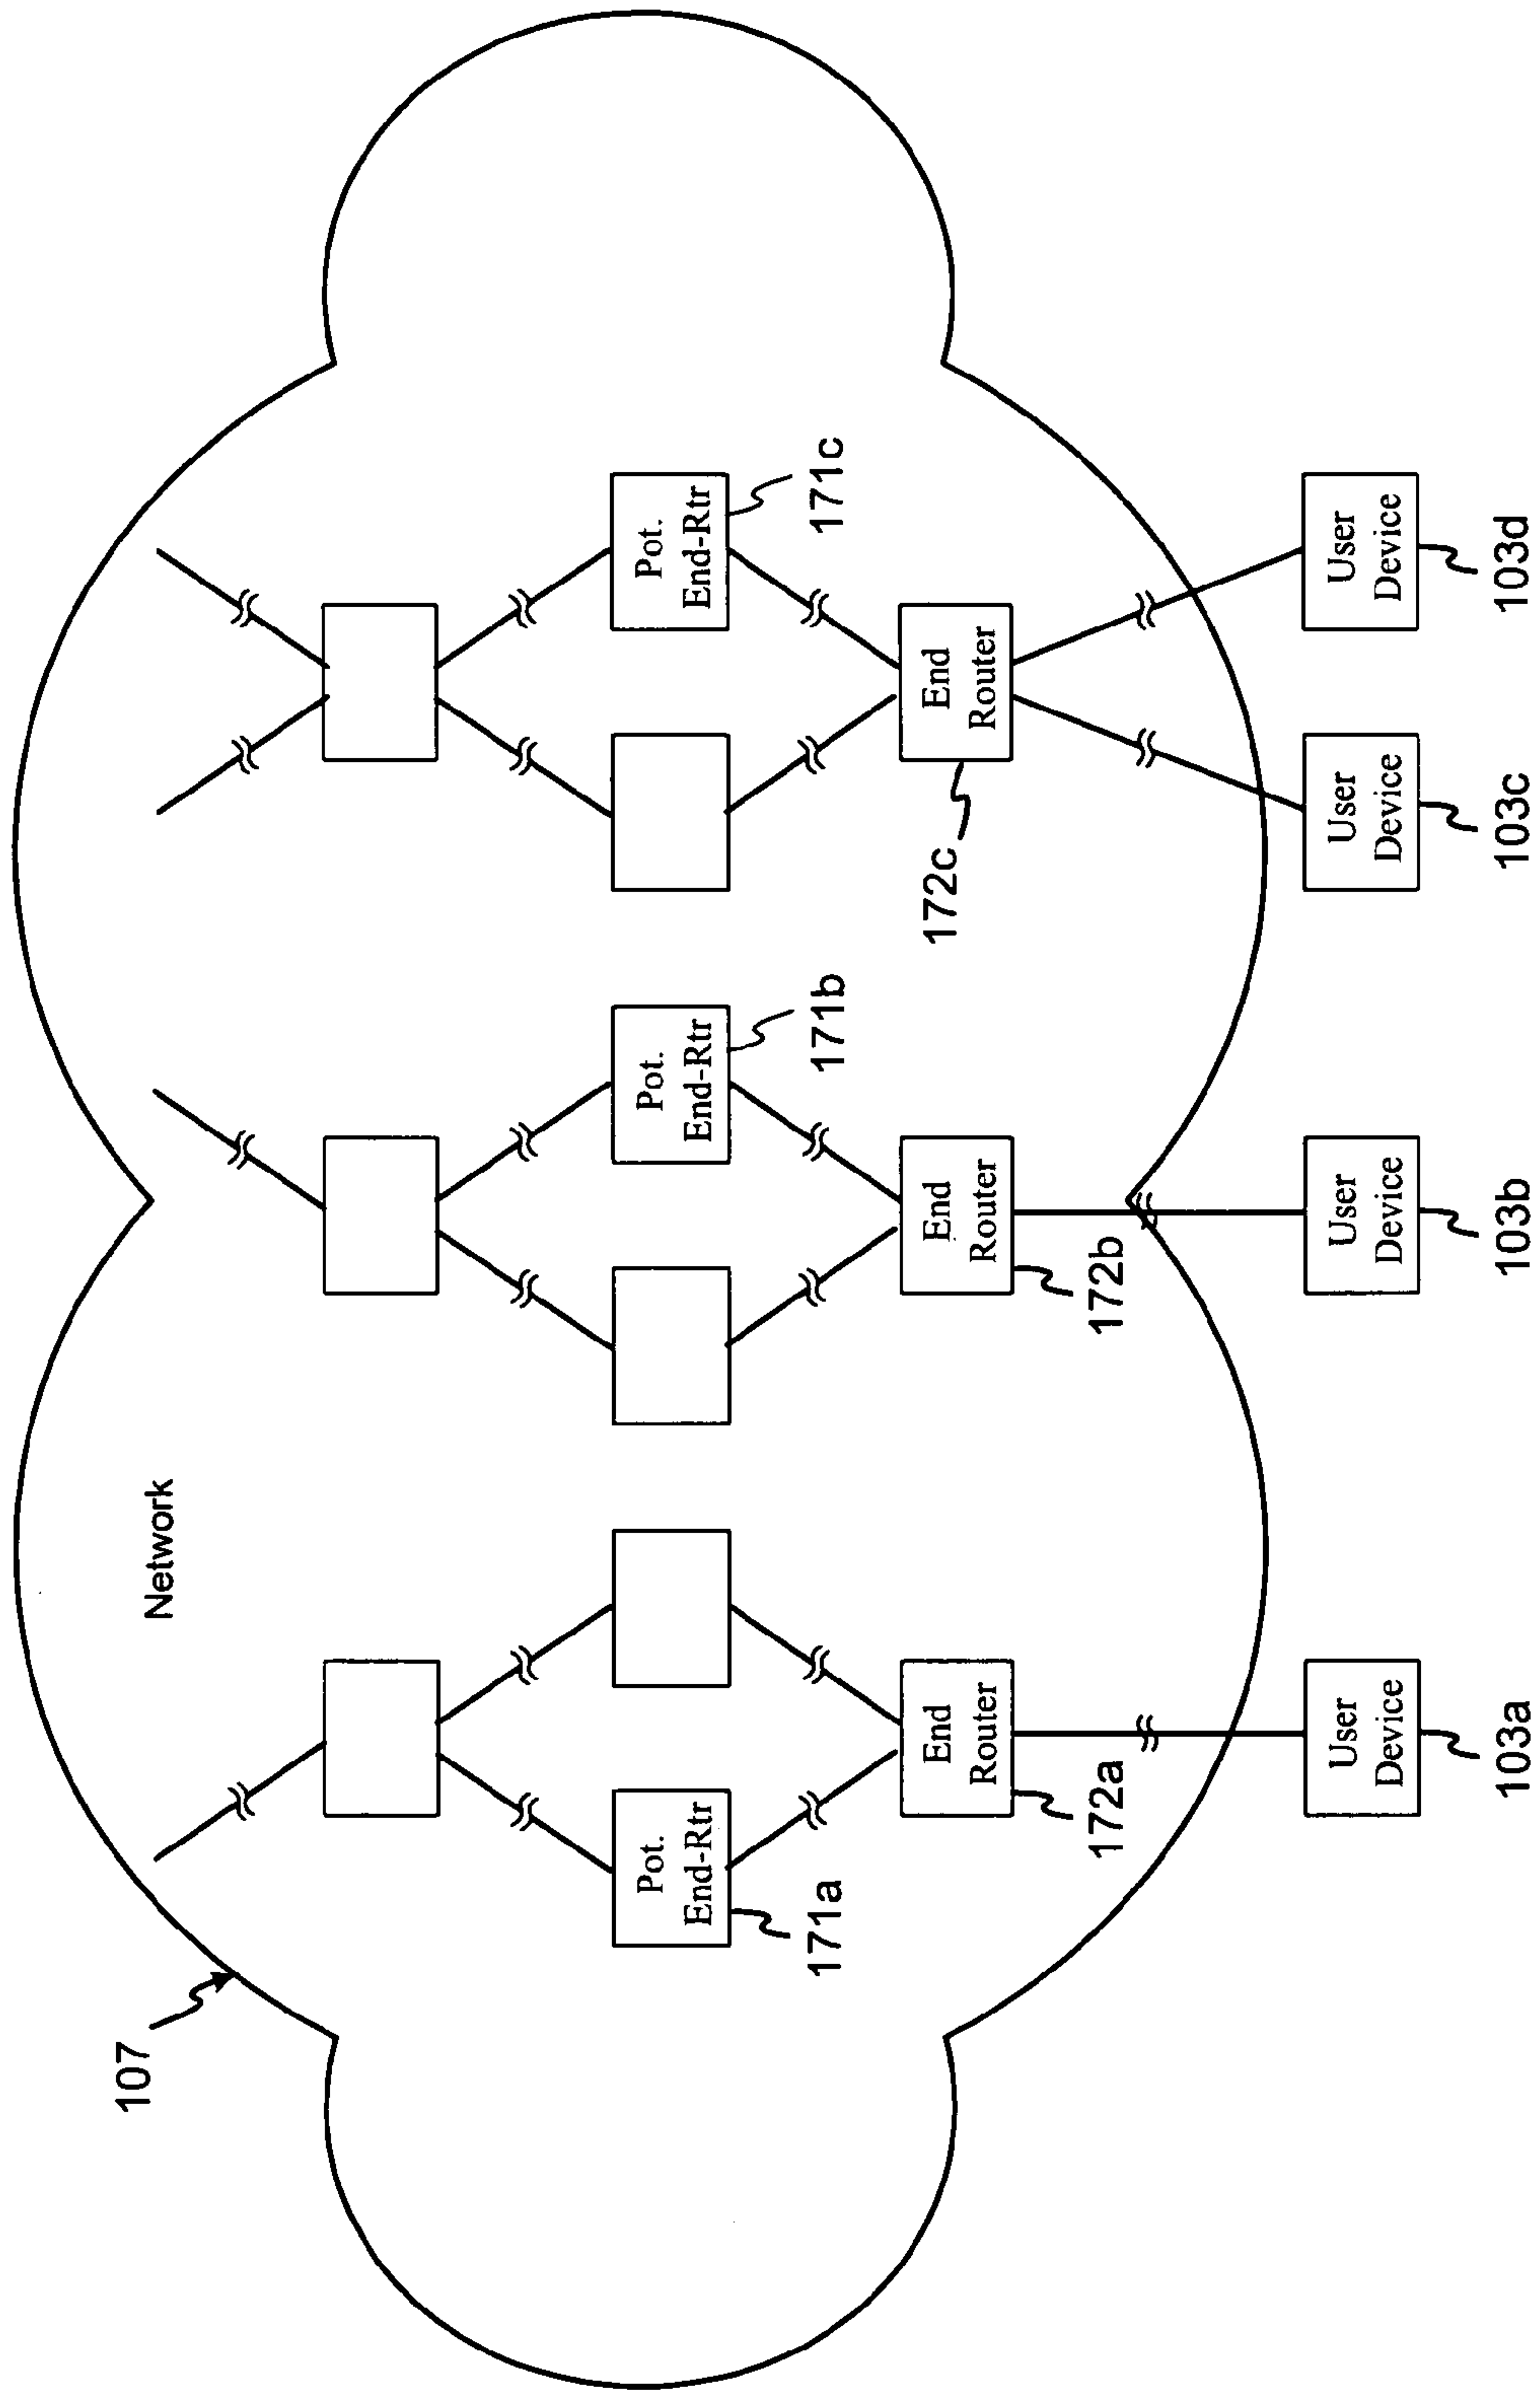 107
Network
Pot.
End-Rtr
171a
Pot.
End-Rtr
171b
Pot.
End-Rtr
171c
End
Router
172a
End
Router
172b
End
Router
172c
User
Device
103a
User
Device
103b
User
Device
103c
User
Device
103d